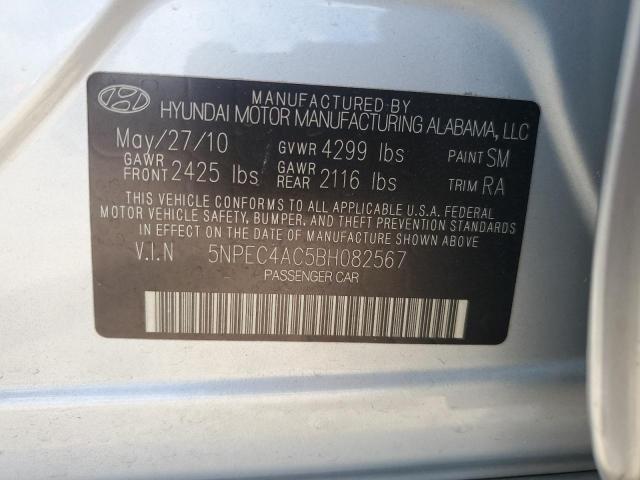 MANUFACTURED BY
HYUNDAI MOTOR MANUFACTURING ALABAMA, LLC
May/27/10 GVWR 4299 lbs PAINT SM
GAWR FRONT 2425 lbs GAWR REAR 2116 lbs TRIM RA
THIS VEHICLE CONFORMS TO ALL APPLICABLE U.S.A. FEDERAL
MOTOR VEHICLE SAFETY, BUMPER, AND THEFT PREVENTION STANDARDS
IN EFFECT ON THE DATE OF MANUFACTURE SHOWN ABOVE.
V.I.N 5NPEC4AC5BH082567
PASSENGER CAR